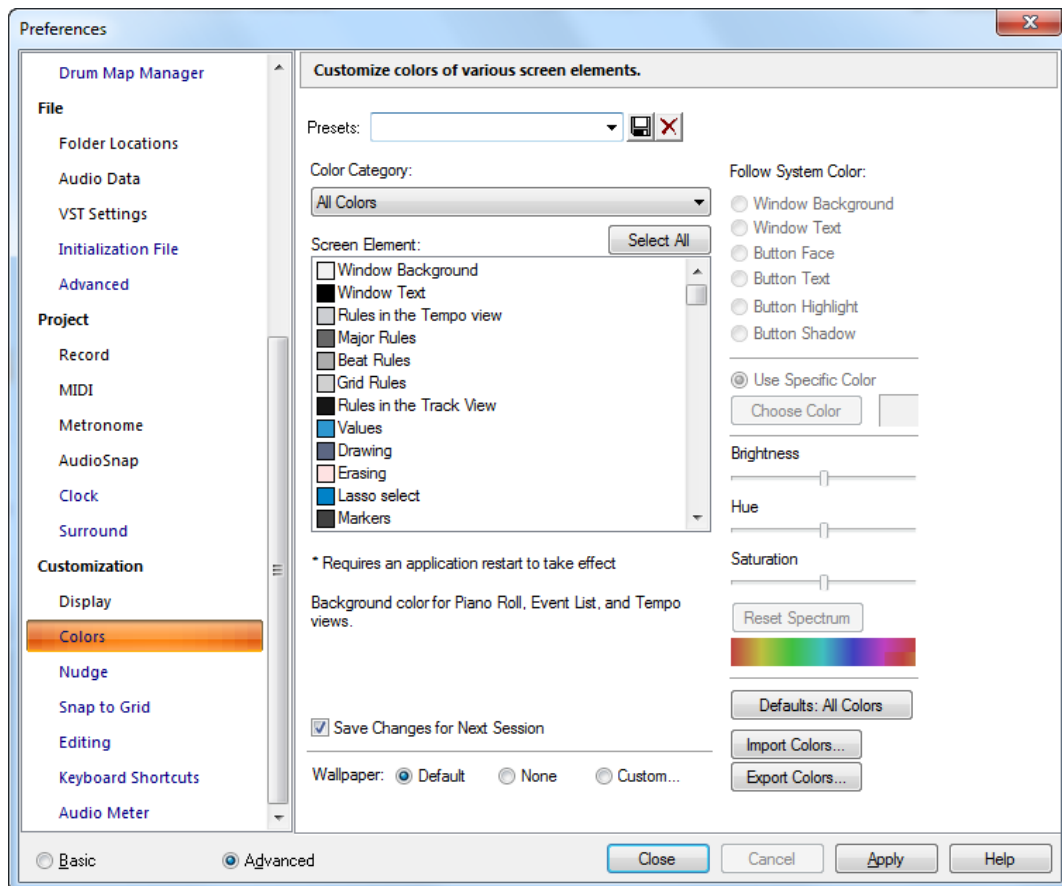 Preferences
Drum Map Manager
File
Folder Locations
Audio Data
VST Settings
Initialization File
Advanced
Project
Record
MIDI
Metronome
AudioSnap
Clock
Surround
Customization
Display
Colors
Nudge
Snap to Grid
Editing
Keyboard Shortcuts
Audio Meter
Customize colors of various screen elements.
Presets:
Color Category:
All Colors
Screen Element:
Select All
Window Background
Window Text
Rules in the Tempo view
Major Rules
Beat Rules
Grid Rules
Rules in the Track View
Values
Drawing
Erasing
Lasso select
Markers
* Requires an application restart to take effect
Background color for Piano Roll, Event List, and Tempo
views.
Save Changes for Next Session
Wallpaper:
Default
None
Custom...
Follow System Color:
Window Background
Window Text
Button Face
Button Text
Button Highlight
Button Shadow
Use Specific Color
Choose Color
Brightness
Hue
Saturation
Reset Spectrum
Defaults: All Colors
Import Colors...
Export Colors...
Basic
Advanced
Close
Cancel
Apply
Help